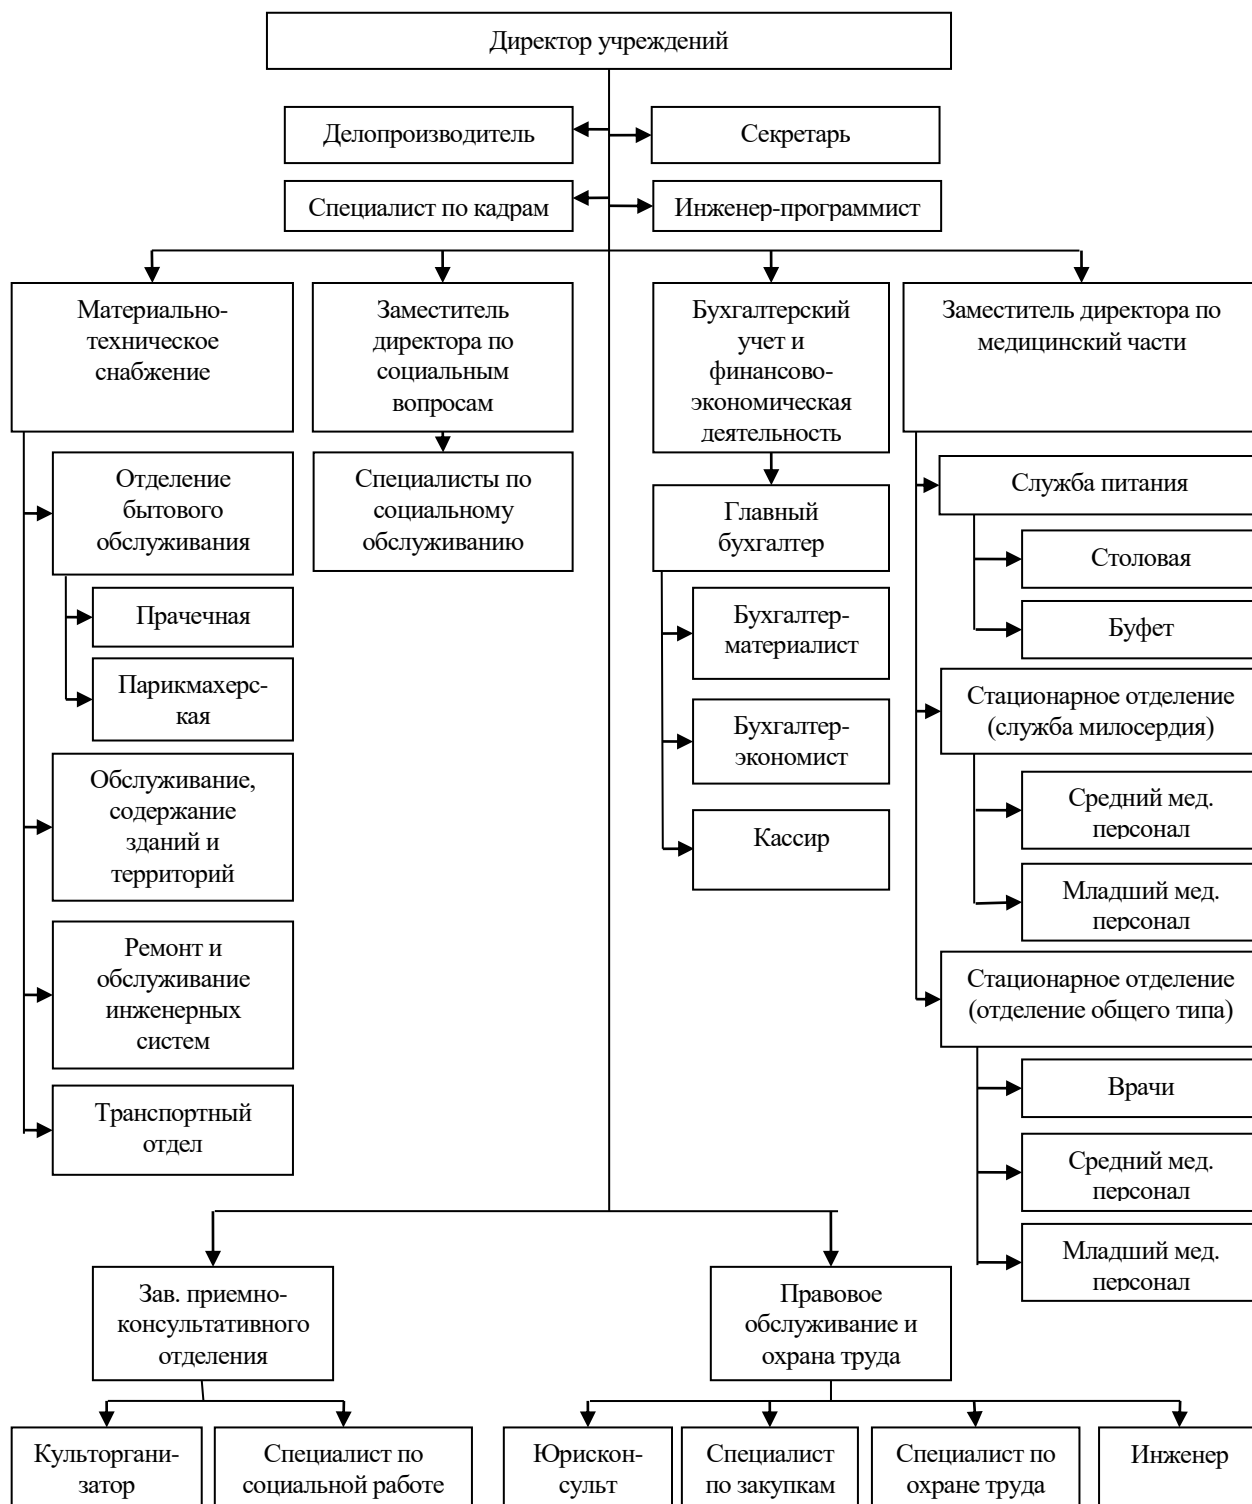 Директор учреждений
Делопроизводитель
Секретарь
Специалист по кадрам
Инженер-программист
Материально-
техническое
снабжение
Заместитель
директора по
социальным
вопросам
Бухгалтерский
учет и
финансово-
экономическая
деятельность
Заместитель директора по
медицинский части
Отделение
бытового
обслуживания
Прачечная
Парикмахерс-
кая
Обслуживание,
содержание
зданий и
территорий
Ремонт и
обслуживание
инженерных
систем
Транспортный
отдел
Специалисты по
социальному
обслуживанию
Главный
бухгалтер
Бухгалтер-
материалист
Бухгалтер-
экономист
Кассир
Служба питания
Столовая
Буфет
Стационарное отделение
(служба милосердия)
Средний мед.
персонал
Младший мед.
персонал
Стационарное отделение
(отделение общего типа)
Врачи
Средний мед.
персонал
Младший мед.
персонал
Зав. приемно-
консультативного
отделения
Правовое
обслуживание и
охрана труда
Культоргани-
затор
Специалист по
социальной работе
Юрискон-
сульт
Специалист
по закупкам
Специалист по
охране труда
Инженер